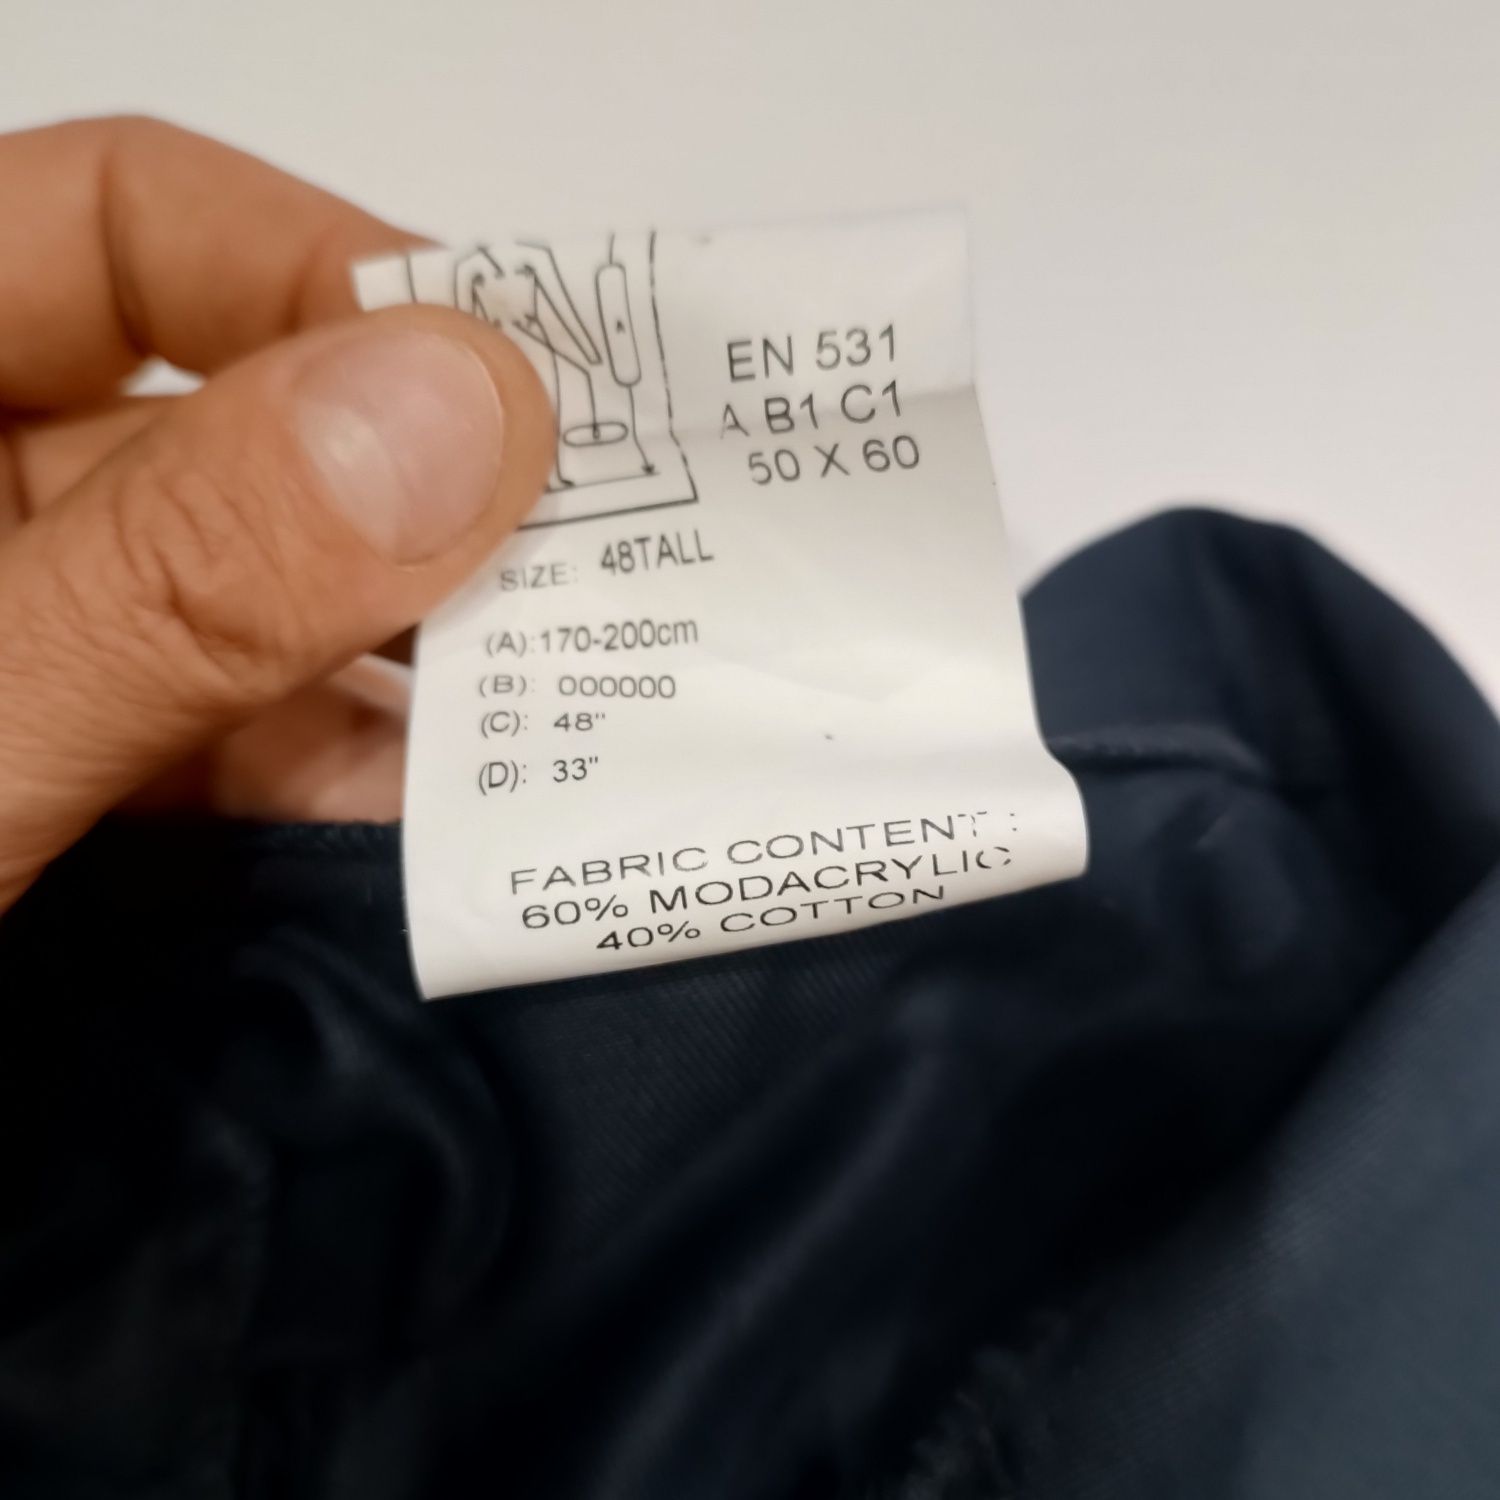 EN 531
A B1 C1
50 X 60
SIZE: 48TALL
(A): 170-200cm
(B): 000000
(C): 48"
(D): 33"
FABRIC CONTENT :
60% MODACRYLIC
40% COTTON